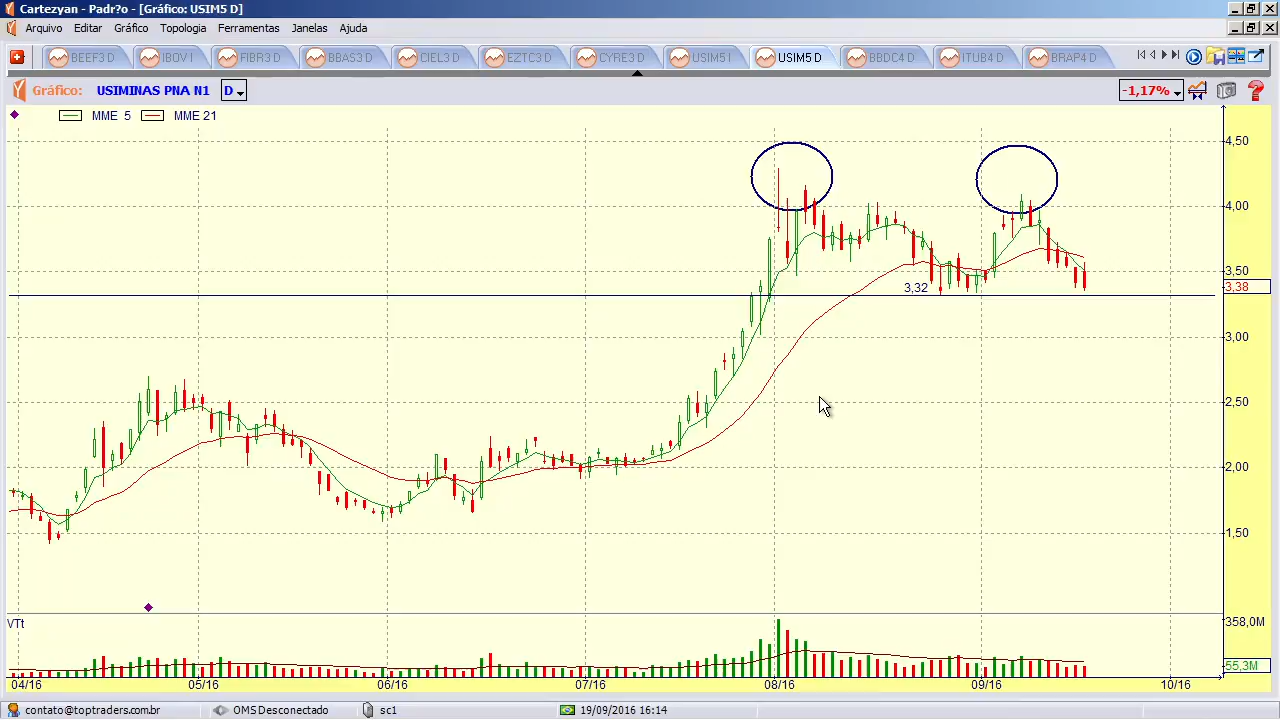 Cartezyan - Padr?o - [Gráfico: USIM5 D]
Arquivo Editar Gráfico Topologia Ferramentas Janelas Ajuda
BEEF3 D IBOV I FIBR3 D BBAS3 D CIEL3 D EZTC3 D CYRE3 D USIM5 I USIM5 D BBDC4 D ITUB4 D BRAP4 D
Gráfico: USIMINAS PNA N1 D -1,17%
MME 5 MME 21
4,50
4,00
3,50
3,32
3,38
3,00
2,50
2,00
1,50
VTt
358,0M
55,3M
04/16 05/16 06/16 07/16 08/16 09/16 10/16
contato@toptraders.com.br OMS Desconectado sc1 19/09/2016 16:14